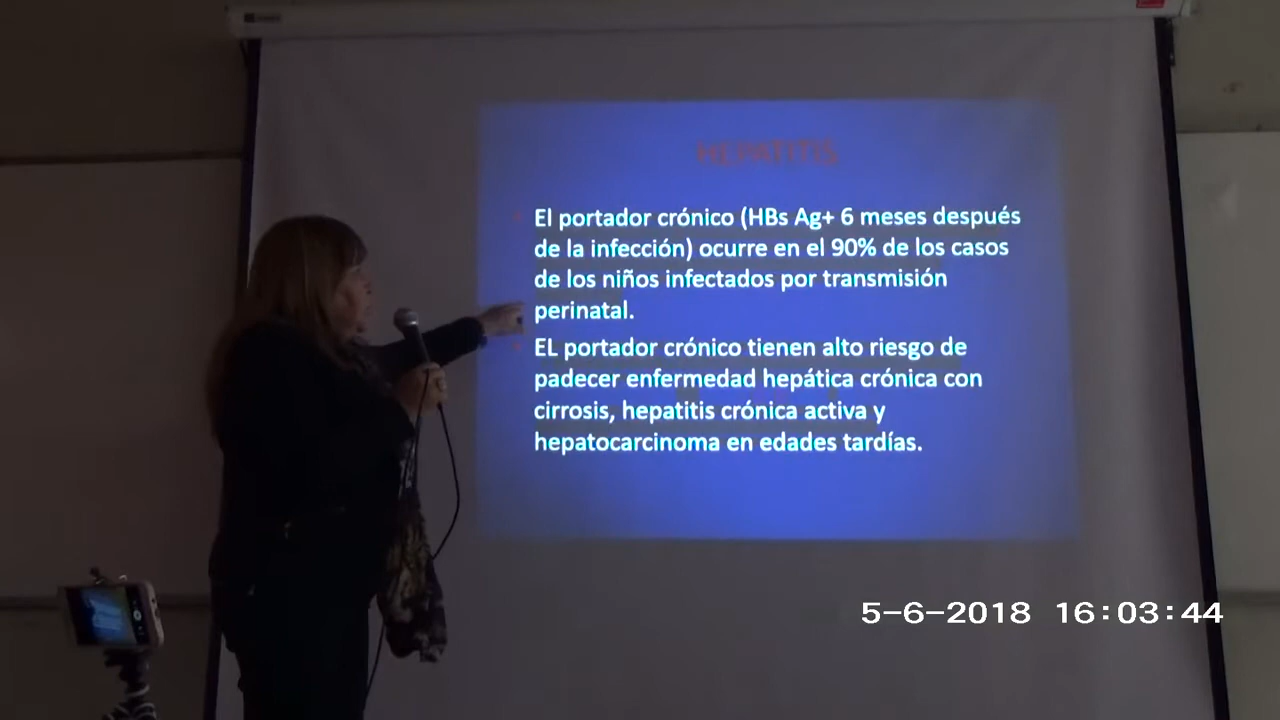 HEPATITIS
El portador crónico (HBs Ag+ 6 meses después
de la infección) ocurre en el 90% de los casos
de los niños infectados por transmisión
perinatal.
EL portador crónico tienen alto riesgo de
padecer enfermedad hepática crónica con
cirrosis, hepatitis crónica activa y
hepatocarcinoma en edades tardías.
5-6-2018 16:03:44